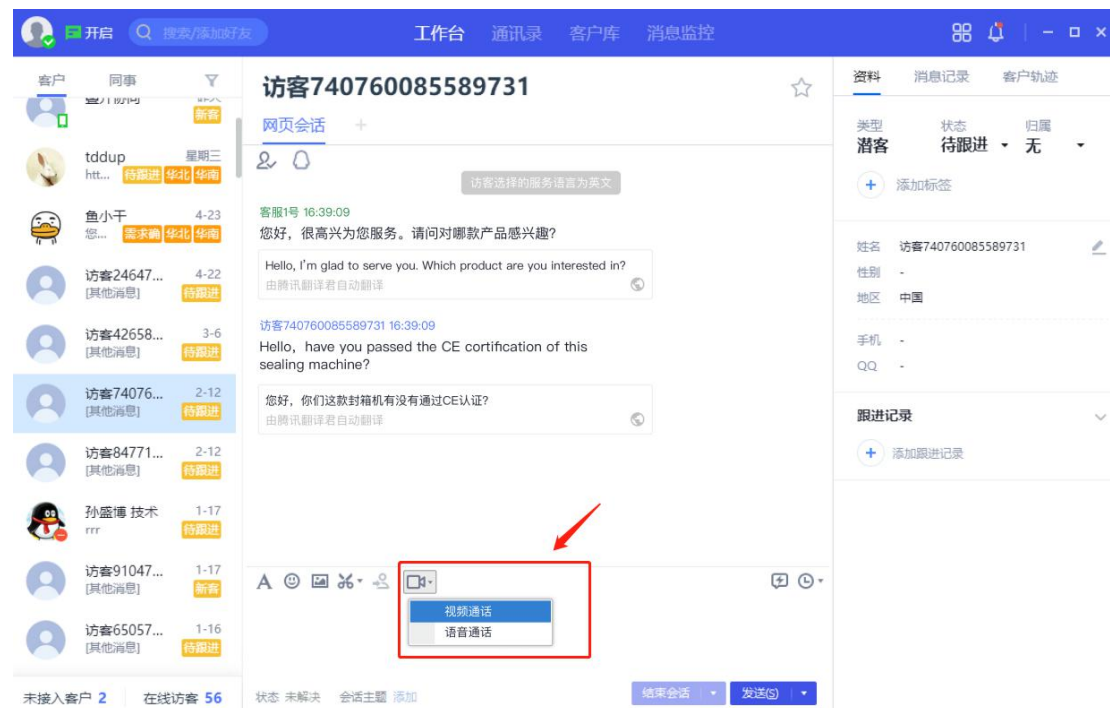 开启
搜索/添加好友
工作台 通讯录 客户库 消息监控
客户 同事
新客
tddup 星期三
htt... 待跟进 华北 华南
鱼小干 4-23
您... 需求确 华北 华南
访客24647... 4-22
[其他消息] 待跟进
访客42658... 3-6
[其他消息] 待跟进
访客74076... 2-12
[其他消息] 待跟进
访客84771... 2-12
[其他消息] 待跟进
孙盛博 技术 1-17
rrr 待跟进
访客91047... 1-17
[其他消息] 新客
访客65057... 1-16
[其他消息] 待跟进
未接入客户 2 在线访客 56
访客740760085589731
网页会话 +
访客选择的服务语言为英文
客服1号 16:39:09
您好，很高兴为您服务。请问对哪款产品感兴趣?
Hello, I'm glad to serve you. Which product are you interested in?
由腾讯翻译君自动翻译
访客740760085589731 16:39:09
Hello, have you passed the CE cortification of this
sealing machine?
您好，你们这款封箱机有没有通过CE认证?
由腾讯翻译君自动翻译
A
视频通话
语音通话
状态 未解决 会话主题 添加
结束会话 发送(S)
资料 消息记录 客户轨迹
类型 状态 归属
潜客 待跟进 无
+ 添加标签
姓名 访客740760085589731
性别 -
地区 中国
手机 -
QQ -
跟进记录
+ 添加跟进记录